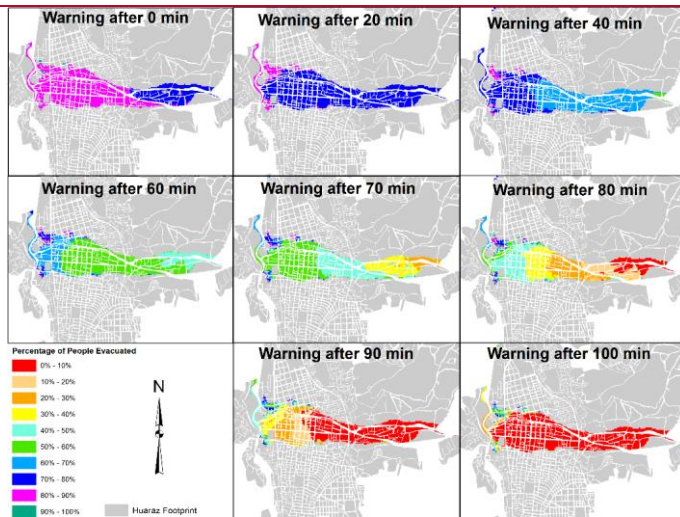 Warning after 0 min
Warning after 20 min
Warning after 40 min
Warning after 60 min
Warning after 70 min
Warning after 80 min
Warning after 90 min
Warning after 100 min
Percentage of People Evacuated
0% - 10%
10% - 20%
20% - 30%
30% - 40%
40% - 50%
50% - 60%
60% - 70%
70% - 80%
80% - 90%
90% - 100%
N
Huaraz Footprint